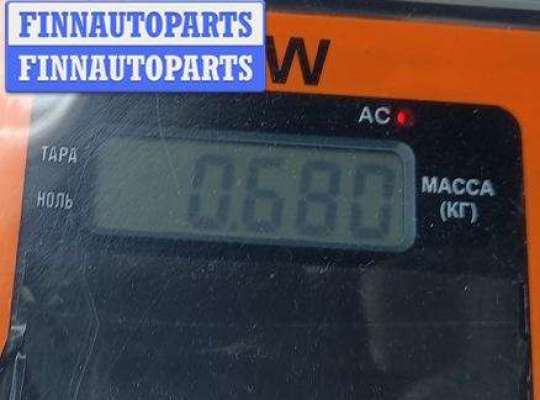 FINNAUTOPARTS
FINNAUTOPARTS
W
AC
ТАРА
НОЛЬ
0.680
МАССА
(КГ)